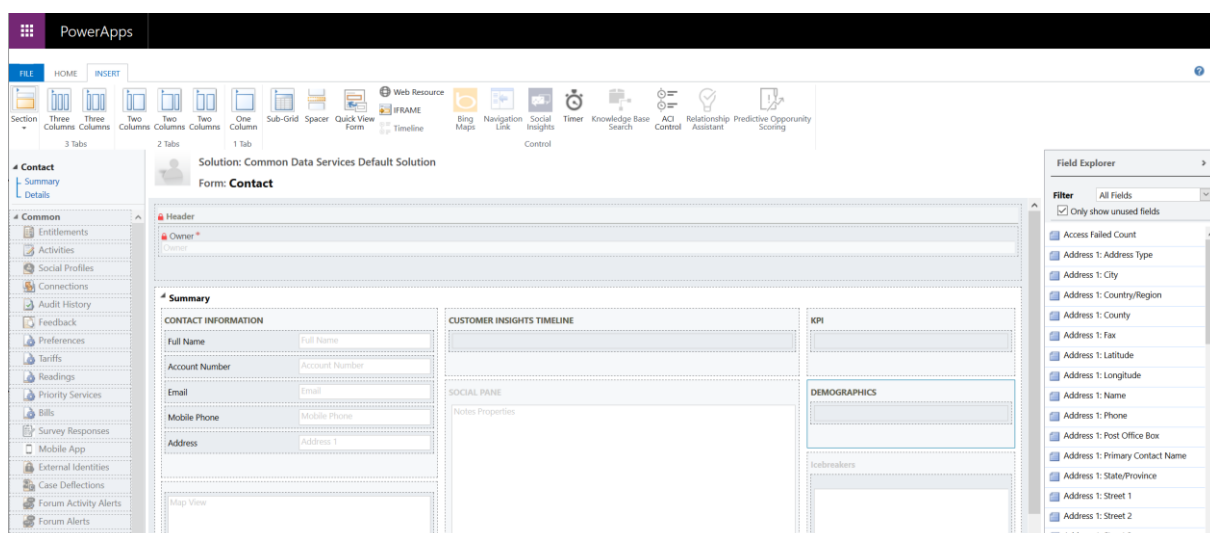 PowerApps
FILE HOME INSERT
Section
Three Columns
Three Columns
Two Columns
Two Columns
Two Columns
One Column
Sub-Grid
Spacer
Quick View Form
Web Resource
IFRAME
Timeline
Bing Maps
Navigation Link
Social Insights
Timer
Knowledge Base Search
ACI Control
Relationship Assistant
Predictive Opporunity Scoring
3 Tabs
2 Tabs
1 Tab
Control
Contact
Summary
Details
Common
Entitlements
Activities
Social Profiles
Connections
Audit History
Feedback
Preferences
Tariffs
Readings
Priority Services
Bills
Survey Responses
Mobile App
External Identities
Case Deflections
Forum Activity Alerts
Forum Alerts
Solution: Common Data Services Default Solution
Form: Contact
Header
Owner *
Owner
Summary
CONTACT INFORMATION
Full Name Full Name
Account Number Account Number
Email Email
Mobile Phone Mobile Phone
Address Address 1
Map View
CUSTOMER INSIGHTS TIMELINE
SOCIAL PANE
Notes Properties
KPI
DEMOGRAPHICS
Icebreakers
Field Explorer
Filter All Fields
Only show unused fields
Access Failed Count
Address 1: Address Type
Address 1: City
Address 1: Country/Region
Address 1: County
Address 1: Fax
Address 1: Latitude
Address 1: Longitude
Address 1: Name
Address 1: Phone
Address 1: Post Office Box
Address 1: Primary Contact Name
Address 1: State/Province
Address 1: Street 1
Address 1: Street 2